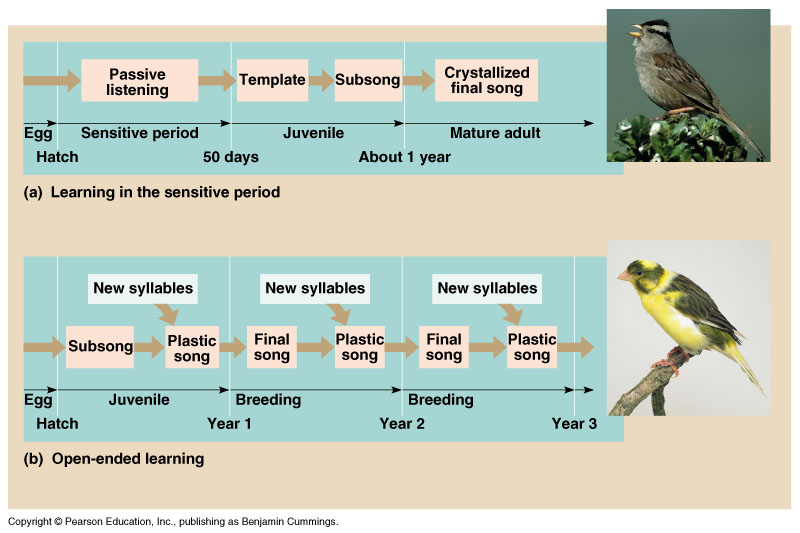 Passive
listening
Template
Subsong
Crystallized
final song
Egg
Sensitive period
Juvenile
Mature adult
Hatch
50 days
About 1 year
(a) Learning in the sensitive period
New syllables
New syllables
New syllables
Subsong
Plastic
song
Final
song
Plastic
song
Final
song
Plastic
song
Egg
Juvenile
Breeding
Breeding
Hatch
Year 1
Year 2
Year 3
(b) Open-ended learning
Copyright © Pearson Education, Inc., publishing as Benjamin Cummings.